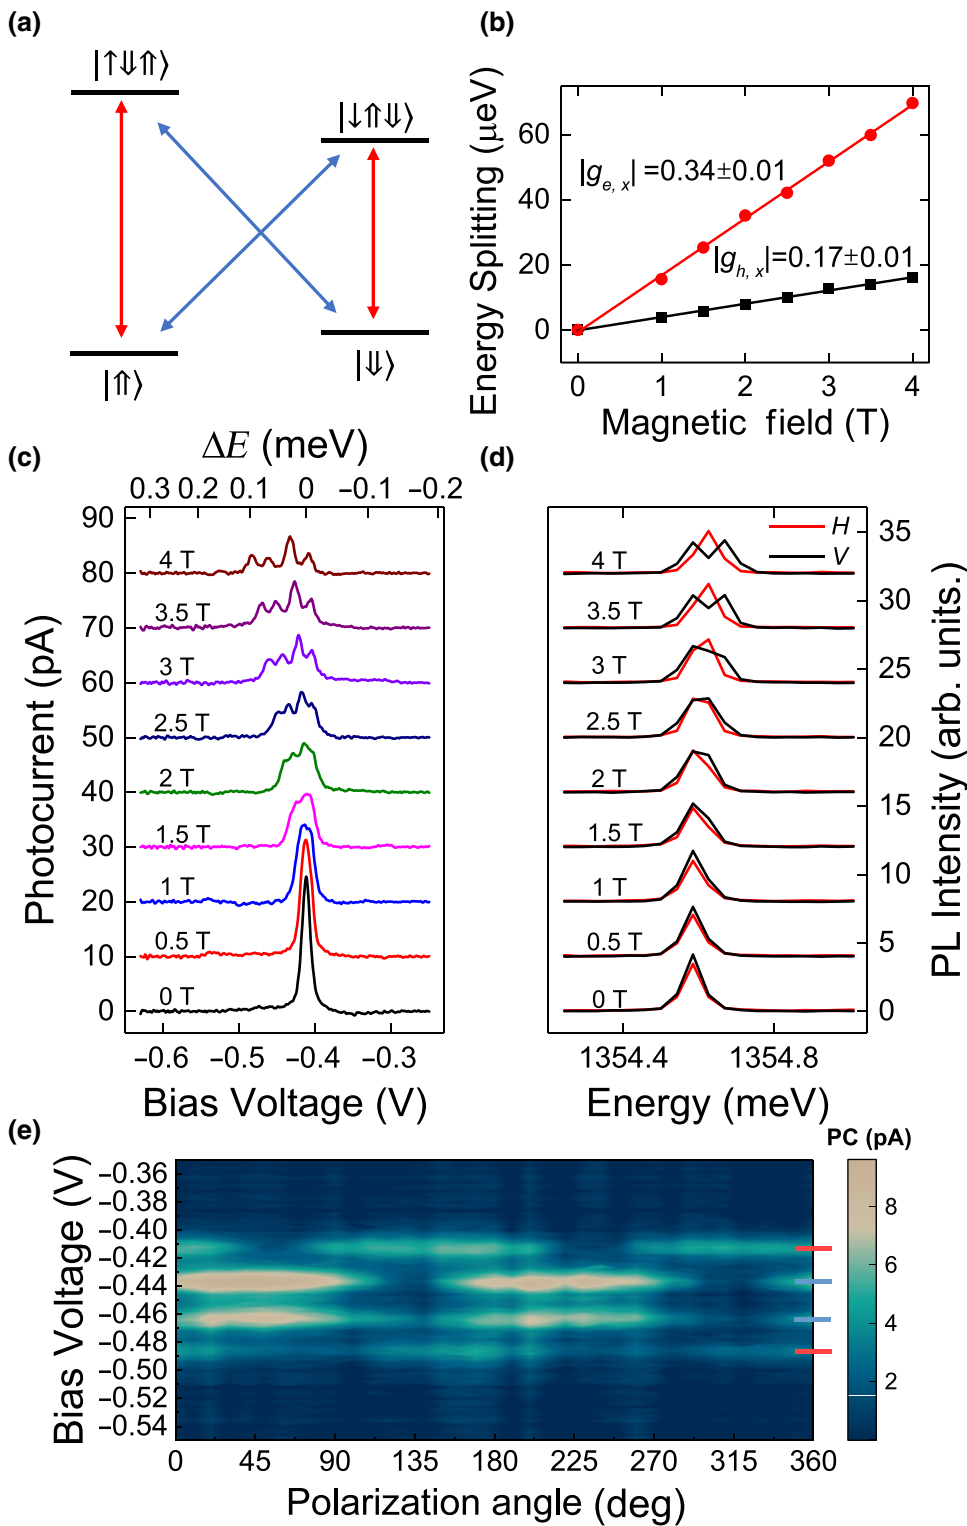 (a)
|↑⇓⇑⟩
|↓⇑⇓⟩
|⇑⟩
|⇓⟩
(b)
Energy Splitting (μeV)
60
40
20
0
|g_{e, x}| =0.34±0.01
|g_{h, x}|=0.17±0.01
0 1 2 3 4
Magnetic field (T)
(c)
ΔE (meV)
0.3 0.2 0.1 0 −0.1 −0.2
Photocurrent (pA)
90
80
70
60
50
40
30
20
10
0
4 T
3.5 T
3 T
2.5 T
2 T
1.5 T
1 T
0.5 T
0 T
−0.6 −0.5 −0.4 −0.3
Bias Voltage (V)
(d)
H
V
4 T
3.5 T
3 T
2.5 T
2 T
1.5 T
1 T
0.5 T
0 T
35
30
25
20
15
10
5
0
PL Intensity (arb. units.)
1354.4 1354.8
Energy (meV)
(e)
PC (pA)
Bias Voltage (V)
−0.36
−0.38
−0.40
−0.42
−0.44
−0.46
−0.48
−0.50
−0.52
−0.54
8
6
4
2
0 45 90 135 180 225 270 315 360
Polarization angle (deg)